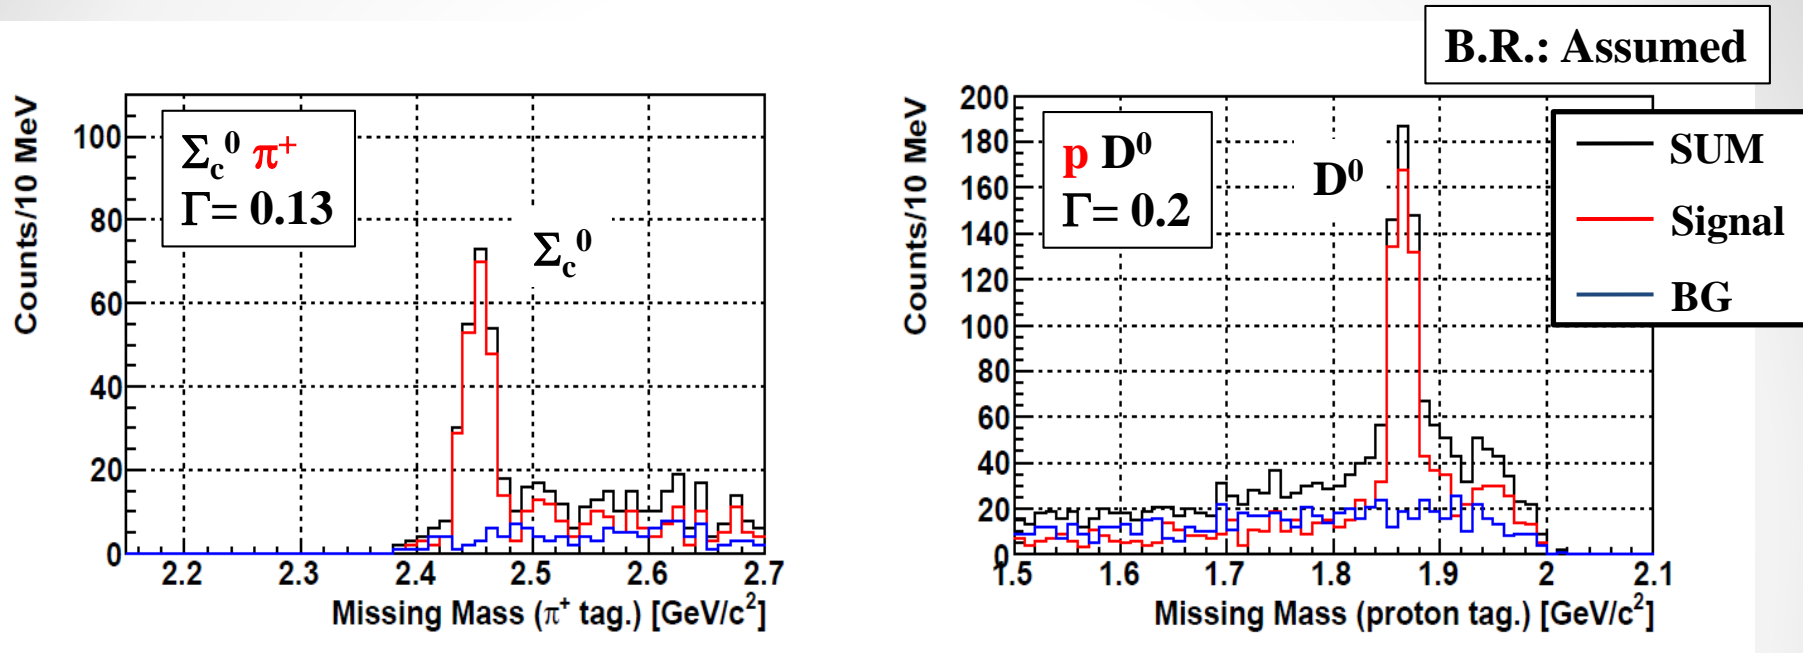 B.R.: Assumed
Counts/10 MeV
100
80
60
40
20
0
Σc0 π+
Γ= 0.13
Σc0
2.2 2.3 2.4 2.5 2.6 2.7
Missing Mass (π+ tag.) [GeV/c2]
Counts/10 MeV
200
180
160
140
120
100
80
60
40
20
0
p D0
Γ= 0.2
D0
SUM
Signal
BG
1.5 1.6 1.7 1.8 1.9 2 2.1
Missing Mass (proton tag.) [GeV/c2]